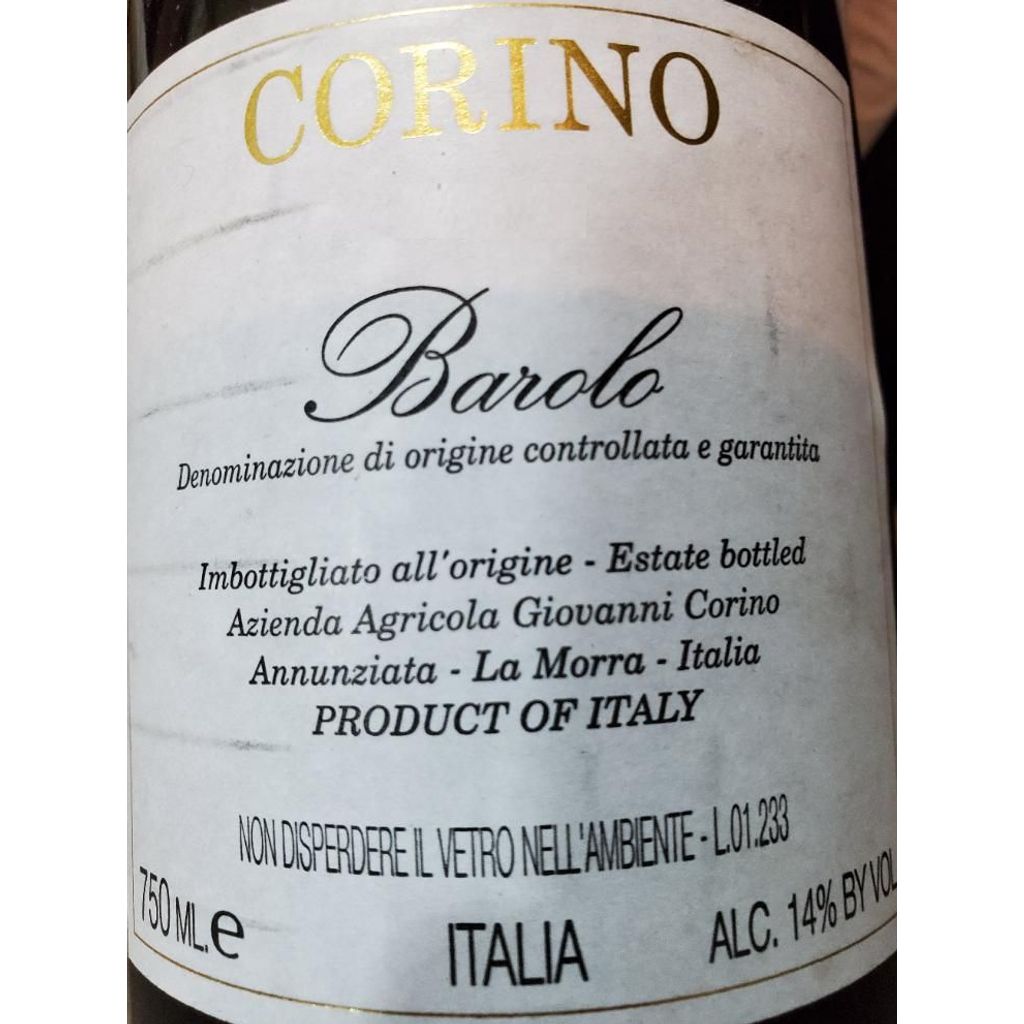 CORINO
Barolo
Denominazione di origine controllata e garantita
Imbottigliato all'origine - Estate bottled
Azienda Agricola Giovanni Corino
Annunziata - La Morra - Italia
PRODUCT OF ITALY
NON DISPERDERE IL VETRO NELL'AMBIENTE - L.01.233
750 ML. e ITALIA ALC. 14% BY VOL